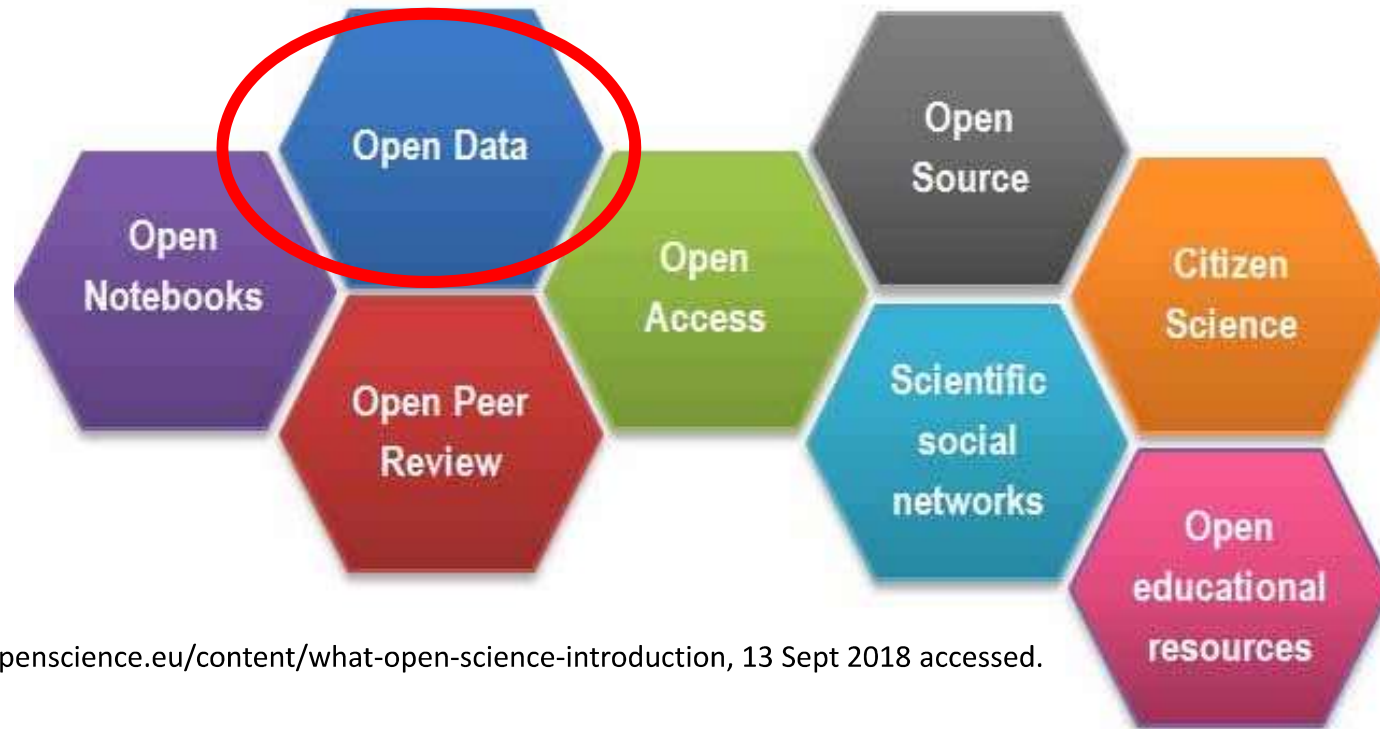 Open Data
Open
Notebooks
Open Peer
Review
Open
Access
Open
Source
Scientific
social
networks
Citizen
Science
Open
educational
resources
penscience.eu/content/what-open-science-introduction, 13 Sept 2018 accessed.